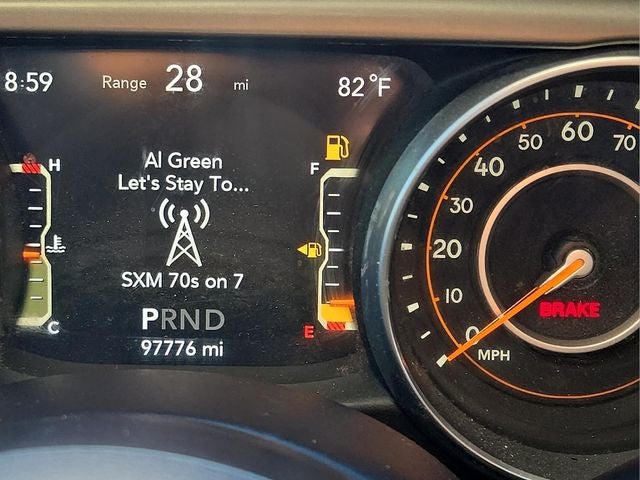 8:59 Range 28 mi 82°F
Al Green
Let's Stay To...
SXM 70s on 7
PRND
97776 mi
H
C
F
E
0 10 20 30 40 50 60 70
MPH
BRAKE